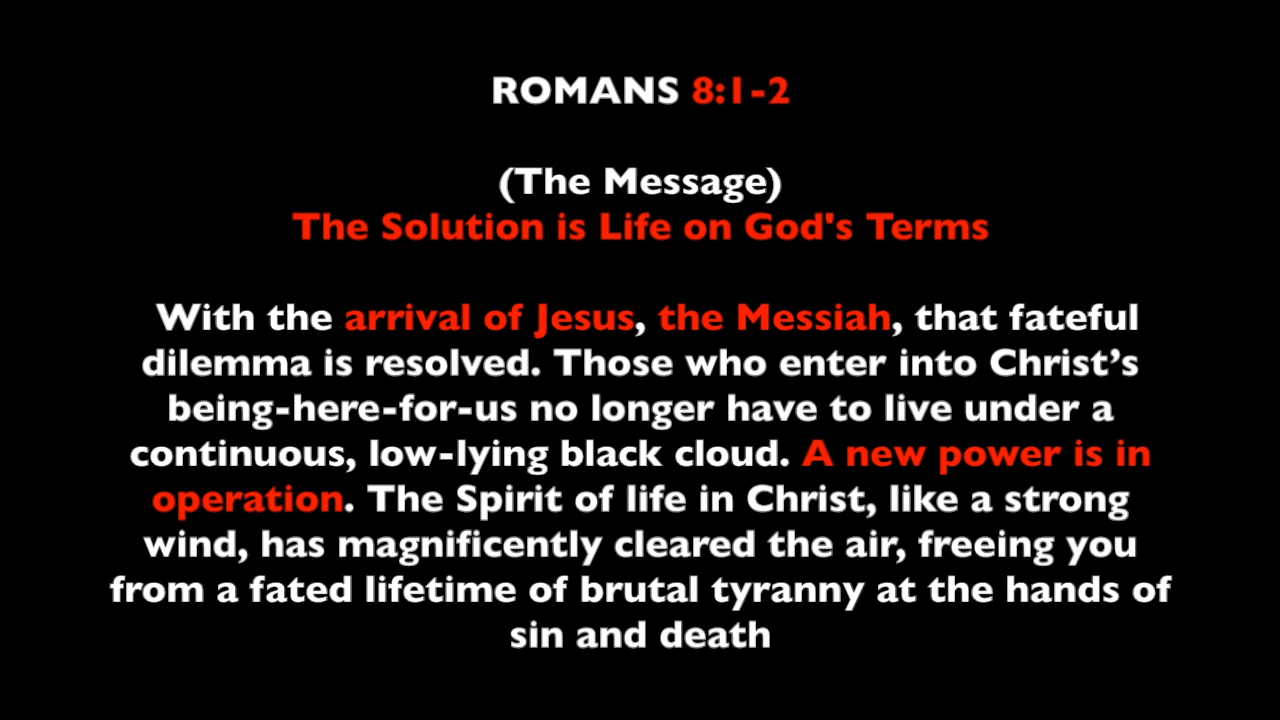 ROMANS 8:1-2
(The Message)
The Solution is Life on God's Terms
With the arrival of Jesus, the Messiah, that fateful
dilemma is resolved. Those who enter into Christ’s
being-here-for-us no longer have to live under a
continuous, low-lying black cloud. A new power is in
operation. The Spirit of life in Christ, like a strong
wind, has magnificently cleared the air, freeing you
from a fated lifetime of brutal tyranny at the hands of
sin and death